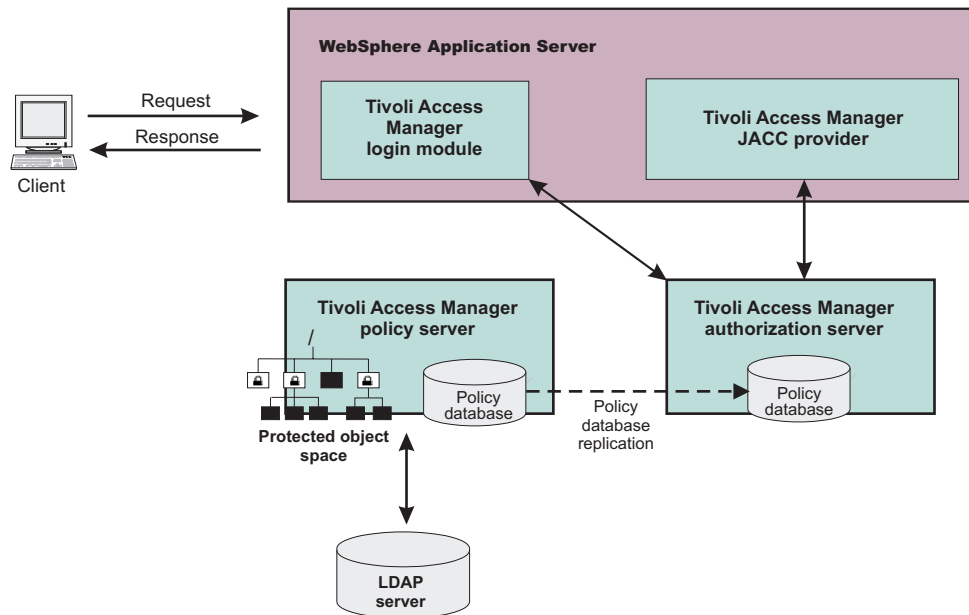 WebSphere Application Server
Request
Response
Client
Tivoli Access
Manager
login module
Tivoli Access Manager
JACC provider
Tivoli Access Manager
policy server
/
Policy
database
Protected object
space
Policy
database
replication
Tivoli Access Manager
authorization server
Policy
database
LDAP
server